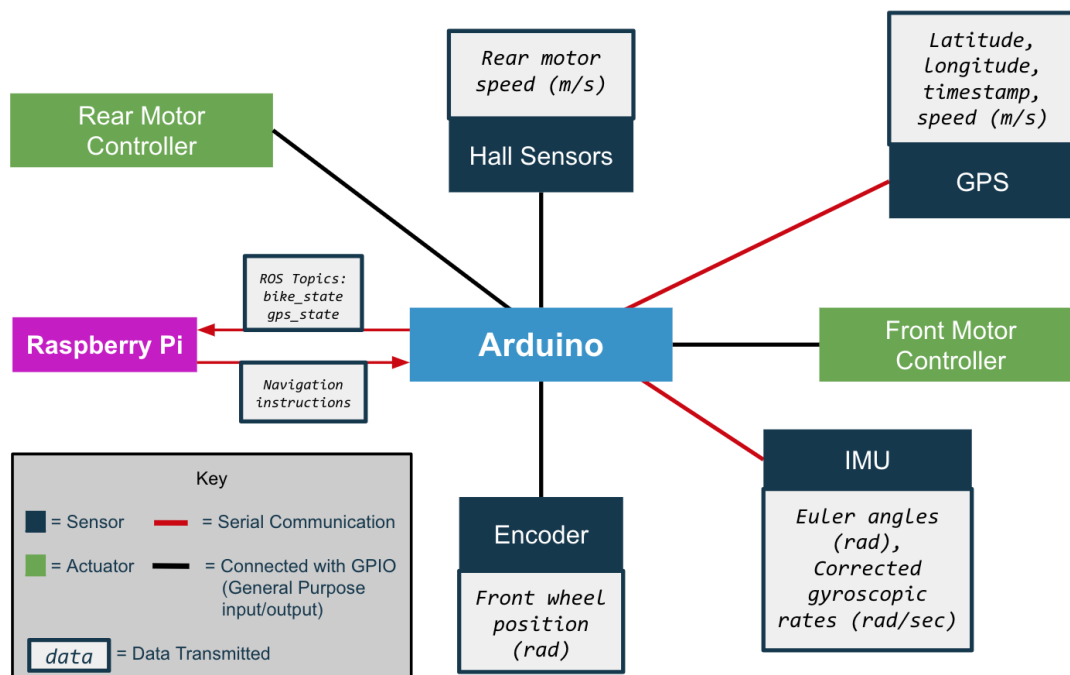 Rear motor
speed (m/s)
Hall Sensors
Latitude,
longitude,
timestamp,
speed (m/s)
GPS
Rear Motor
Controller
ROS Topics:
bike_state
gps_state
Raspberry Pi
Navigation
instructions
Arduino
Front Motor
Controller
IMU
Euler angles
(rad),
Corrected
gyroscopic
rates (rad/sec)
Encoder
Front wheel
position
(rad)
Key
= Sensor
= Serial Communication
= Actuator
= Connected with GPIO
(General Purpose
input/output)
data = Data Transmitted